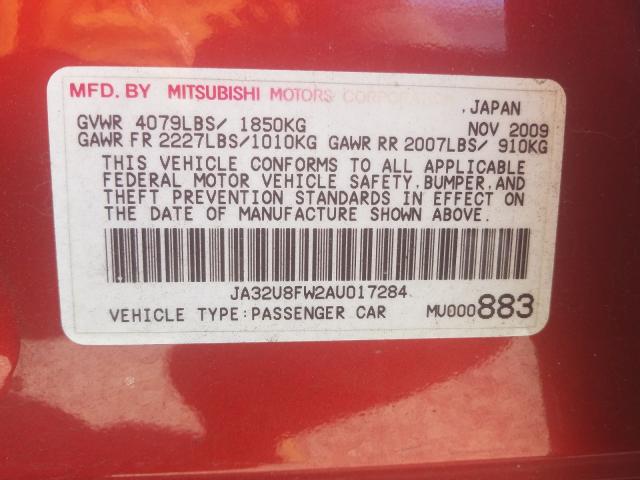 MFD. BY MITSUBISHI MOTORS CORPORATION
, JAPAN
GVWR 4079LBS/ 1850KG NOV 2009
GAWR FR 2227LBS/1010KG GAWR RR 2007LBS/ 910KG
THIS VEHICLE CONFORMS TO ALL APPLICABLE
FEDERAL MOTOR VEHICLE SAFETY, BUMPER, AND
THEFT PREVENTION STANDARDS IN EFFECT ON
THE DATE OF MANUFACTURE SHOWN ABOVE.
JA32U8FW2AU017284
VEHICLE TYPE:PASSENGER CAR MU000883